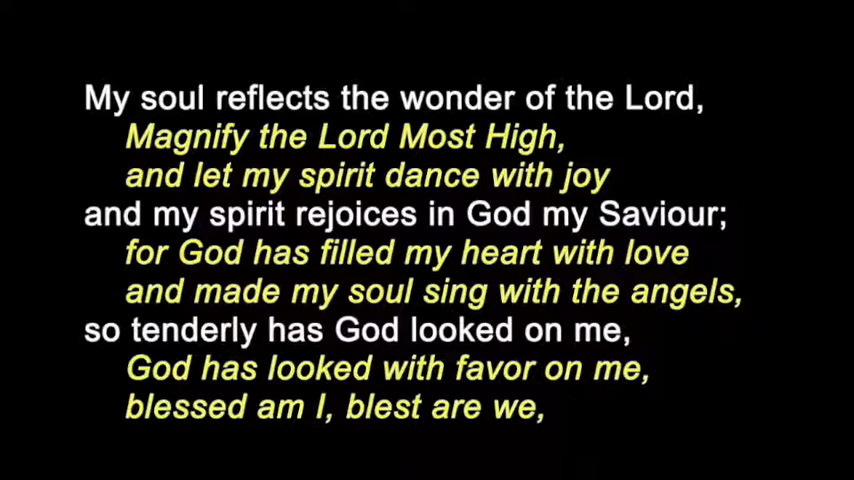 My soul reflects the wonder of the Lord,
Magnify the Lord Most High,
and let my spirit dance with joy
and my spirit rejoices in God my Saviour;
for God has filled my heart with love
and made my soul sing with the angels,
so tenderly has God looked on me,
God has looked with favor on me,
blessed am I, blest are we,